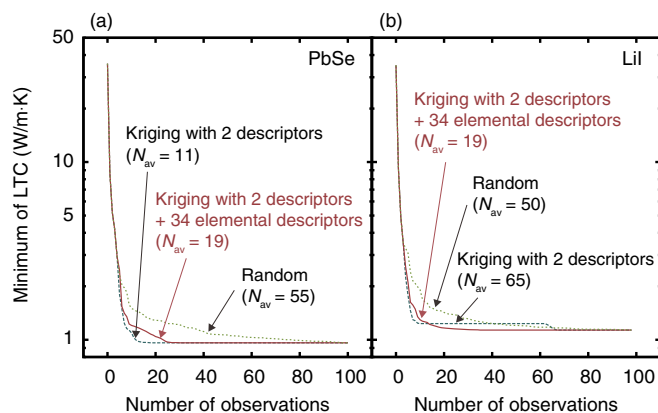 (a)
PbSe
50
10
5
1
Minimum of LTC (W/m·K)
Kriging with 2 descriptors
(Nav = 11)
Kriging with 2 descriptors
+ 34 elemental descriptors
(Nav = 19)
Random
(Nav = 55)
0 20 40 60 80 100
Number of observations
(b)
LiI
Kriging with 2 descriptors
+ 34 elemental descriptors
(Nav = 19)
Random
(Nav = 50)
Kriging with 2 descriptors
(Nav = 65)
0 20 40 60 80 100
Number of observations